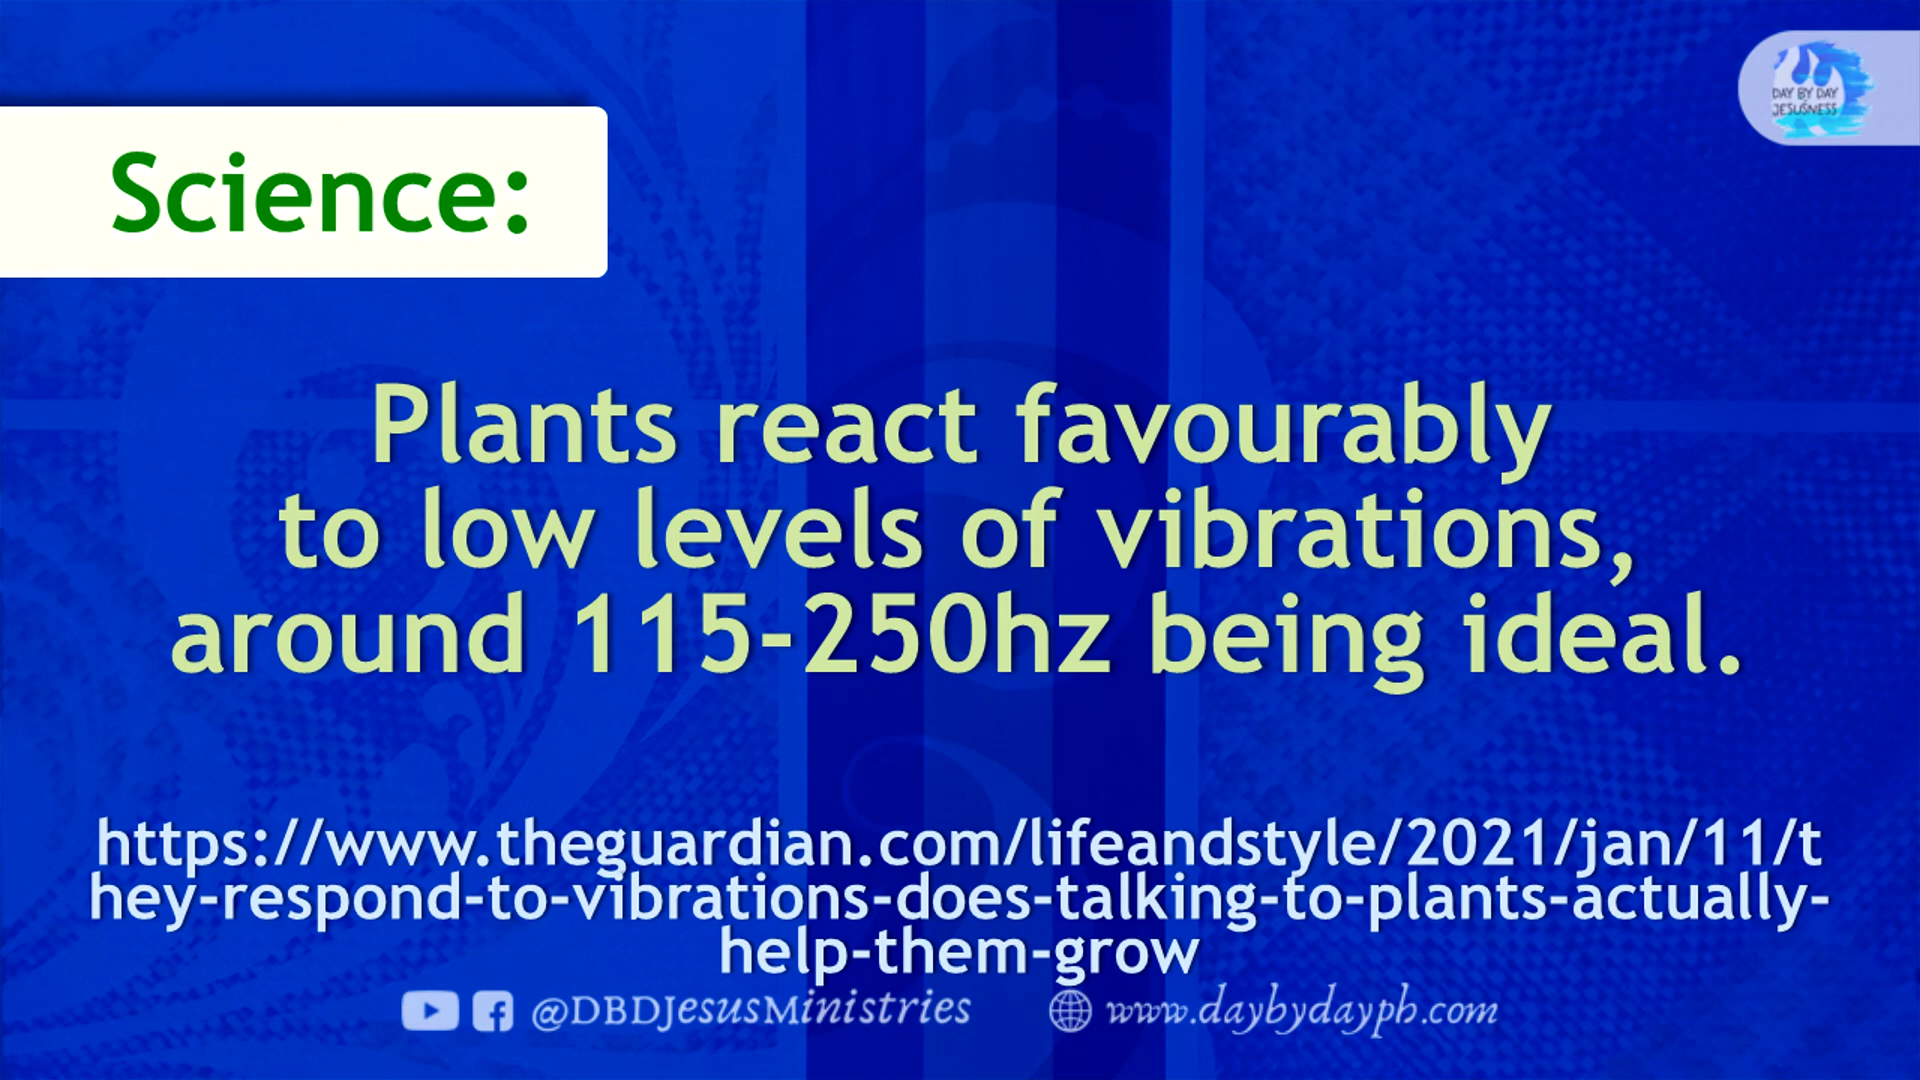 DAY BY DAY
JESUSNESS
Science:
Plants react favourably
to low levels of vibrations,
around 115-250hz being ideal.
https://www.theguardian.com/lifeandstyle/2021/jan/11/t
hey-respond-to-vibrations-does-talking-to-plants-actually-
help-them-grow
@DBDJesusMinistries www.daybydayph.com